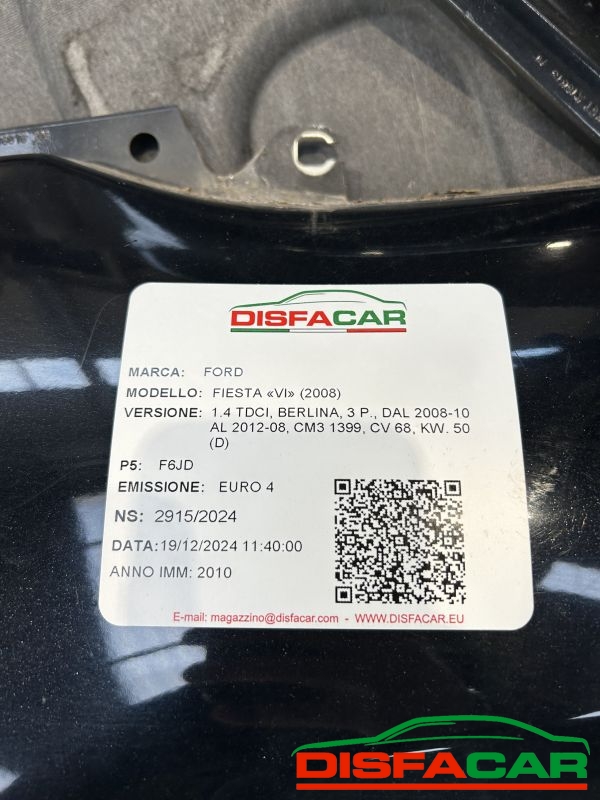 DISFACAR
MARCA: FORD
MODELLO: FIESTA «VI» (2008)
VERSIONE: 1.4 TDCI, BERLINA, 3 P., DAL 2008-10
AL 2012-08, CM3 1399, CV 68, KW. 50
(D)
P5: F6JD
EMISSIONE: EURO 4
NS: 2915/2024
DATA:19/12/2024 11:40:00
ANNO IMM: 2010
E-mail: magazzino@disfacar.com - WWW.DISFACAR.EU
DISFACAR